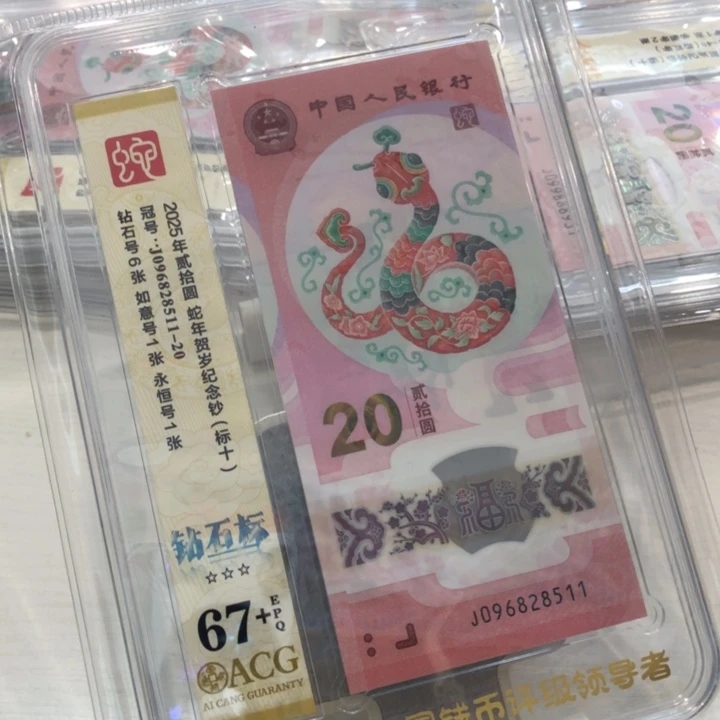 蛇
2025年贰拾圆 蛇年贺岁纪念钞(标十)
冠号:J096828511-20
钻石号6张 如意号1张 永恒号1张
钻石标
☆☆☆
67+EPQ
ACG
AI CANG GUARANTY
中国人民银行
20
贰拾圆
J096828511
钱币评级领导者
20